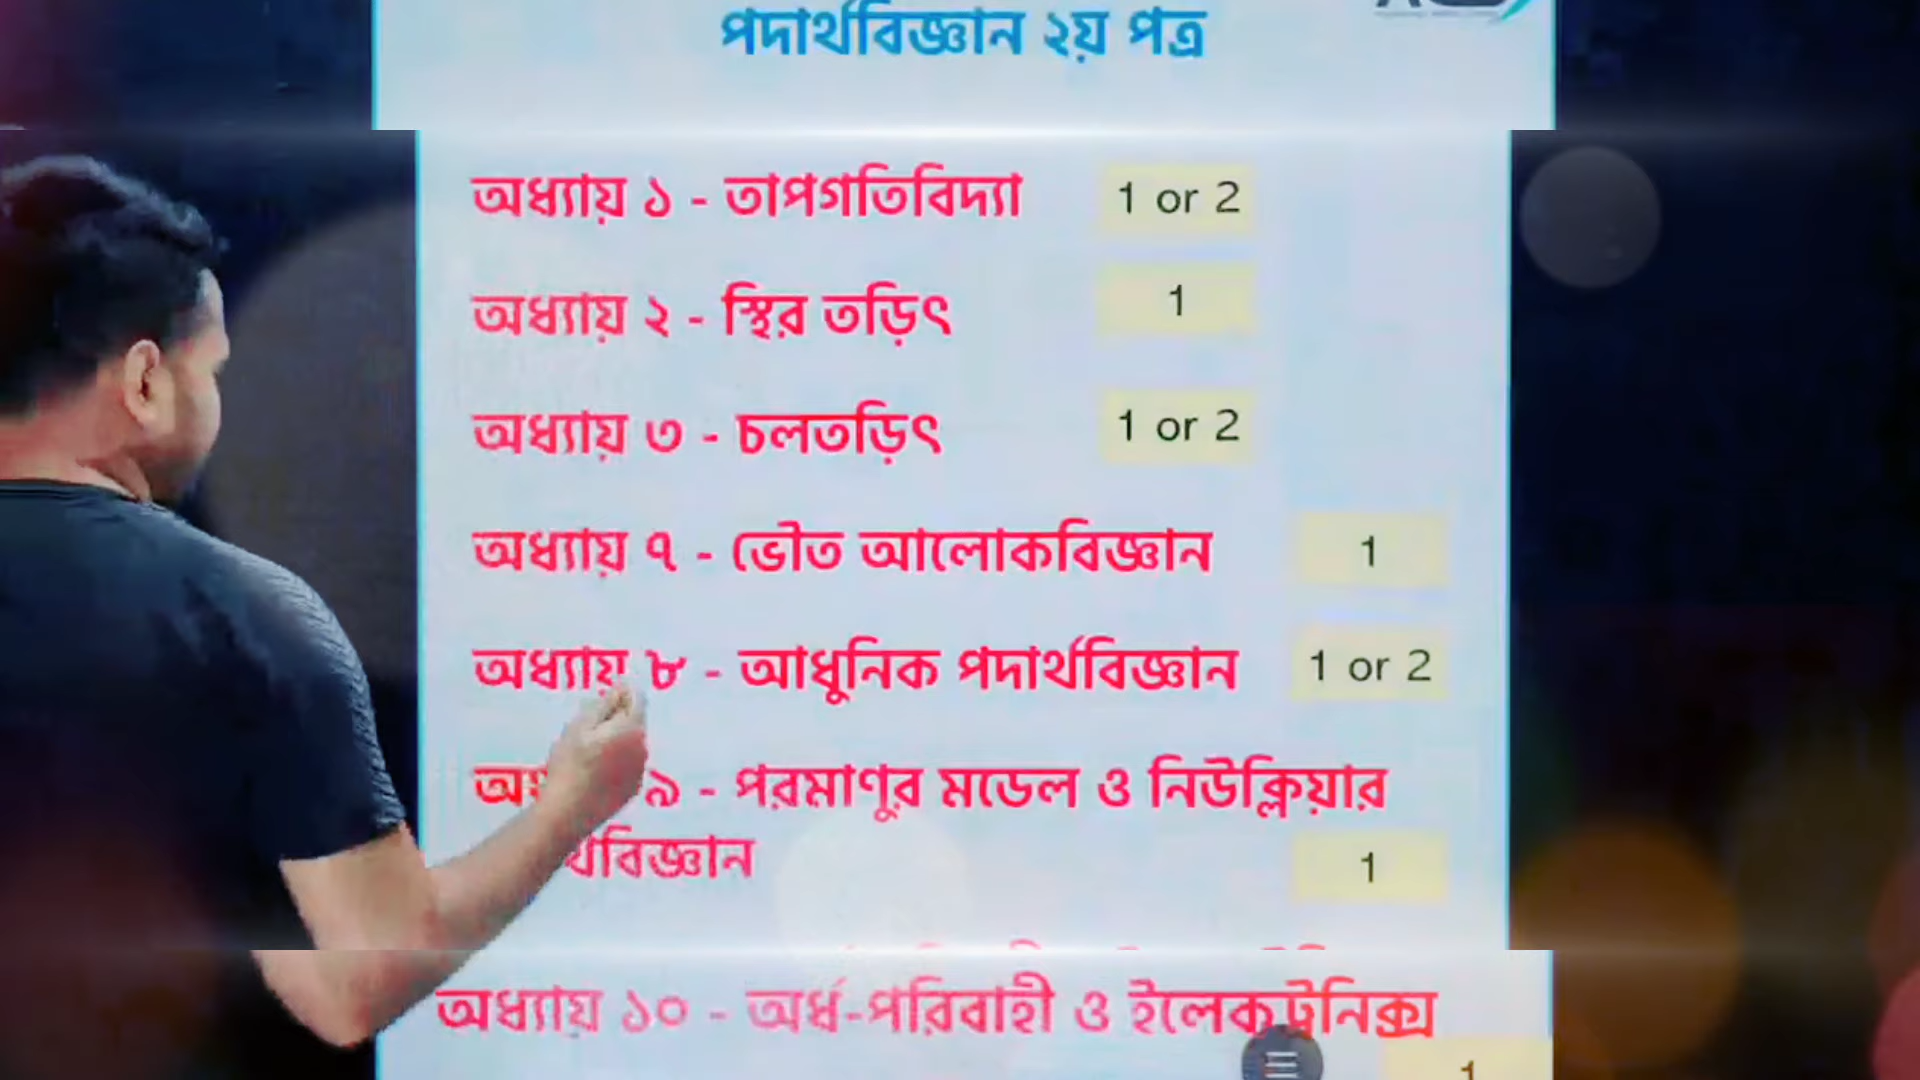 পদার্থবিজ্ঞান ২য় পত্র
অধ্যায় ১ - তাপগতিবিদ্যা 1 or 2
অধ্যায় ২ - স্থির তড়িৎ 1
অধ্যায় ৩ - চলতড়িৎ 1 or 2
অধ্যায় ৭ - ভৌত আলোকবিজ্ঞান 1
অধ্যায় ৮ - আধুনিক পদার্থবিজ্ঞান 1 or 2
৯ - পরমাণুর মডেল ও নিউক্লিয়ার
র্থবিজ্ঞান 1
অধ্যায় ১০ - অর্ধ-পরিবাহী ও ইলেকট্রনিক্স
1